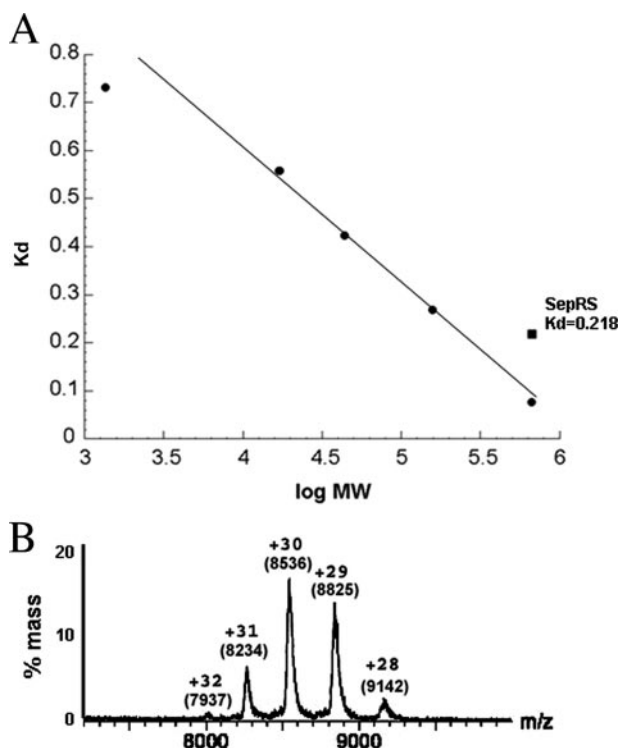 A
0.8
0.7
0.6
0.5
0.4
0.3
0.2
0.1
0
Kd
SepRS
Kd=0.218
3 3.5 4 4.5 5 5.5 6
log MW
B
20
10
0
% mass
+30
(8536)
+29
(8825)
+31
(8234)
+28
(9142)
+32
(7937)
m/z
8000 9000